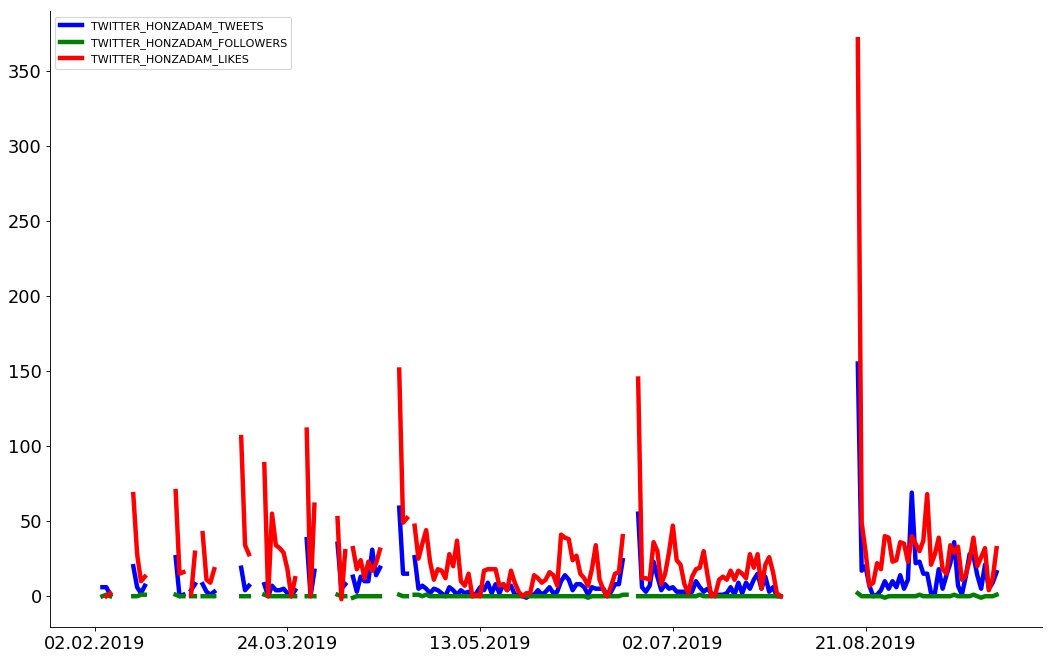 TWITTER_HONZADAM_TWEETS
TWITTER_HONZADAM_FOLLOWERS
TWITTER_HONZADAM_LIKES
350
300
250
200
150
100
50
0
02.02.2019 24.03.2019 13.05.2019 02.07.2019 21.08.2019